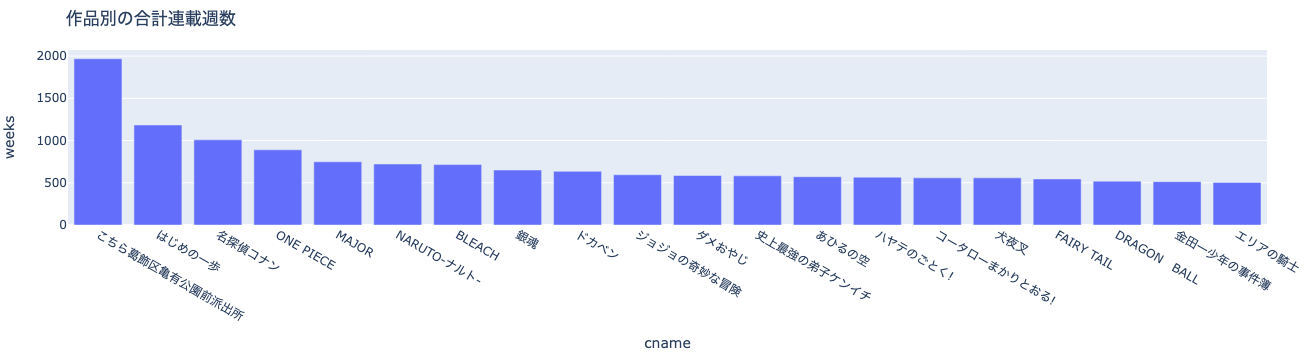 作品別の合計連載週数
weeks
2000
1500
1000
500
0
こちら葛飾区亀有公園前派出所
はじめの一歩
名探偵コナン
ONE PIECE
MAJOR
NARUTO-ナルト-
BLEACH
銀魂
ドカベン
ジョジョの奇妙な冒険
ダメおやじ
史上最強の弟子ケンイチ
あひるの空
ハヤテのごとく!
コータローまかりとおる!
犬夜叉
FAIRY TAIL
DRAGON　BALL
金田一少年の事件簿
エリアの騎士
cname